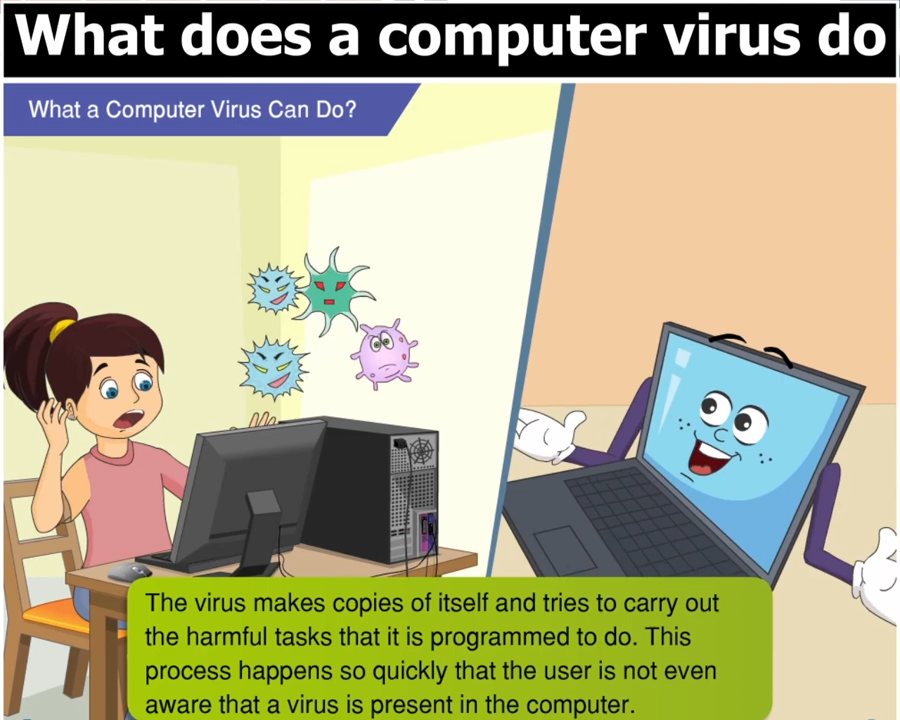 What does a computer virus do
What a Computer Virus Can Do?
The virus makes copies of itself and tries to carry out
the harmful tasks that it is programmed to do. This
process happens so quickly that the user is not even
aware that a virus is present in the computer.